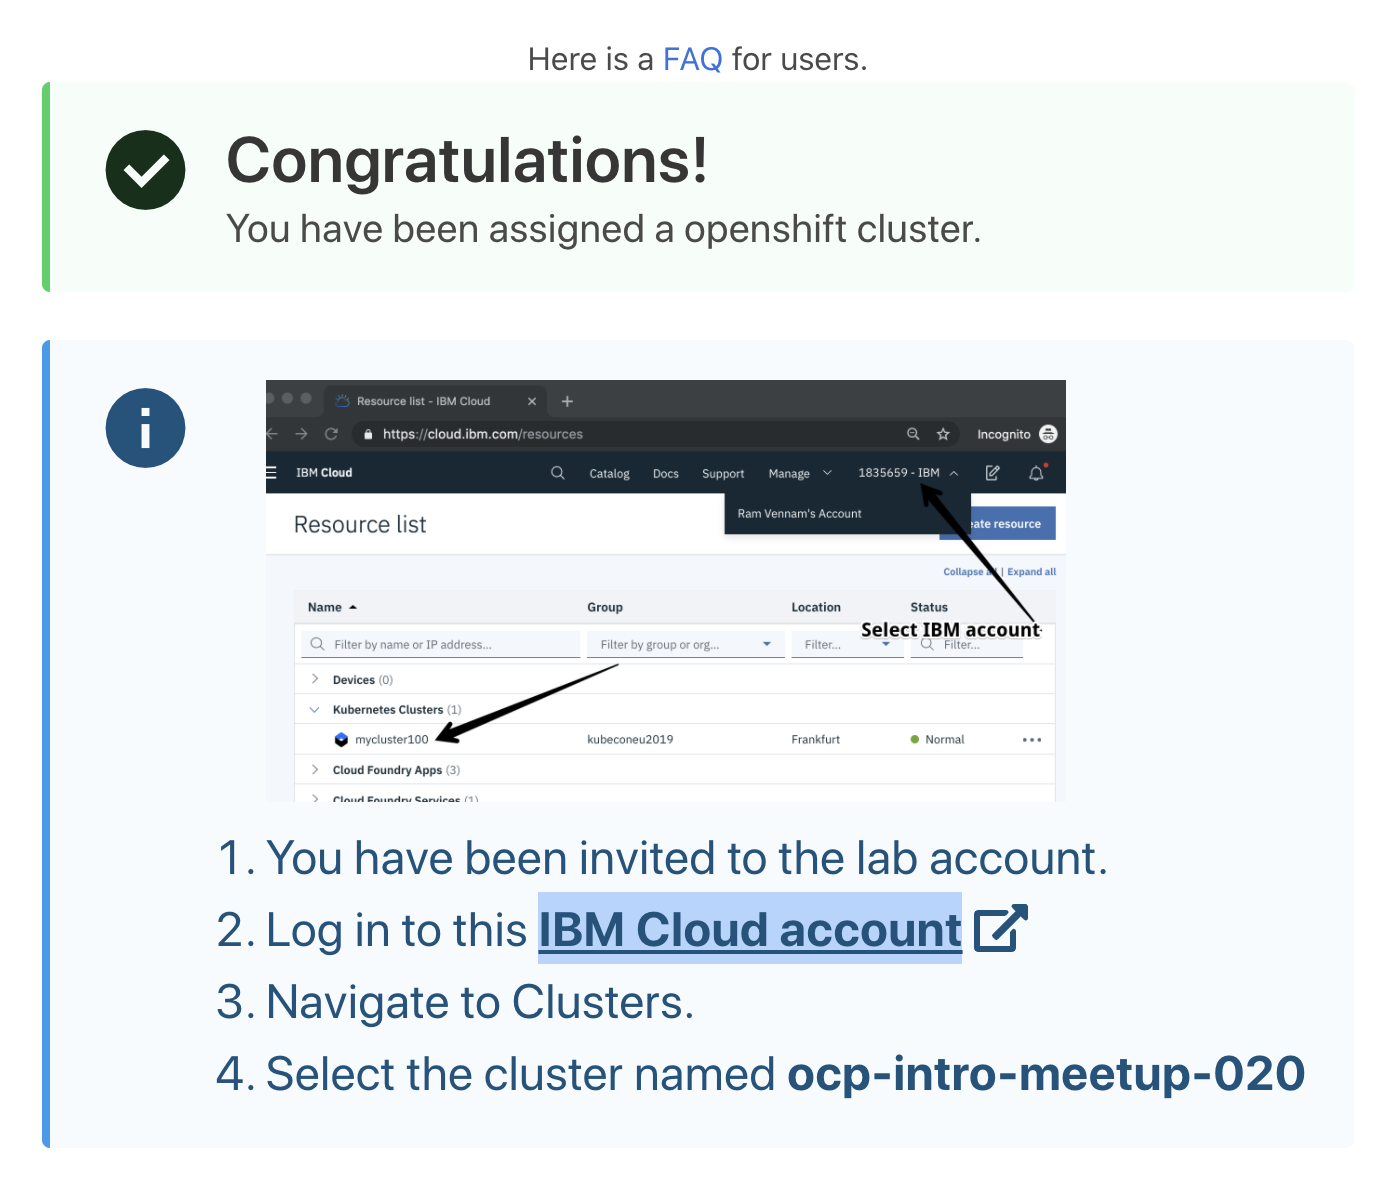 Here is a FAQ for users.
Congratulations!
You have been assigned a openshift cluster.
Resource list - IBM Cloud
https://cloud.ibm.com/resources
Incognito
IBM Cloud
Catalog
Docs
Support
Manage
1835659 - IBM
Ram Vennam's Account
Resource list
eate resource
Collapse a | Expand all
Name
Group
Location
Status
Select IBM account
Filter by name or IP address...
Filter by group or org...
Filter...
Filter...
Devices (0)
Kubernetes Clusters (1)
mycluster100
kubeconeu2019
Frankfurt
Normal
Cloud Foundry Apps (3)
Cloud Foundry Services (1)
1. You have been invited to the lab account.
2. Log in to this IBM Cloud account
3. Navigate to Clusters.
4. Select the cluster named ocp-intro-meetup-020